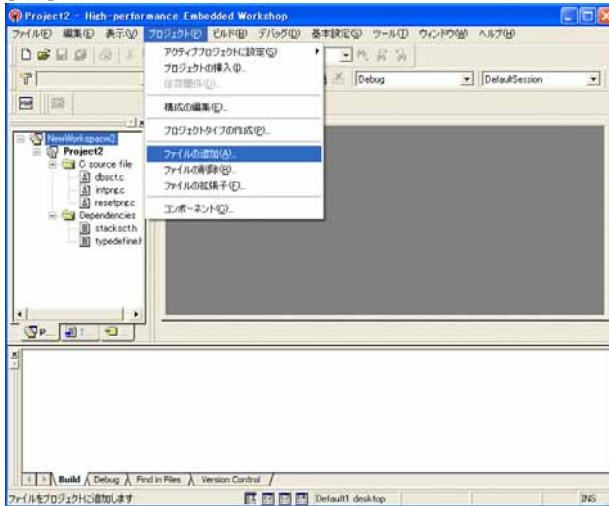 Project2 - High-performance Embedded Workshop
ファイル(F) 編集(E) 表示(V) プロジェクト(P) ビルド(B) デバッグ(D) 基本設定(S) ツール(T) ウィンドウ(W) ヘルプ(H)
アクティブプロジェクトに設定(S)
プロジェクトの挿入(I)...
依存関係(D)...
Debug
DefaultSession
構成の編集(E)...
プロジェクトタイプの作成(P)...
ファイルの追加(A)...
ファイルの削除(R)...
ファイルの拡張子(F)...
コンポーネント(C)...
NewWorkspace2
Project2
C source file
dbsct.c
intprg.c
resetprg.c
Dependencies
stacksct.h
typedefine.h
P...
T...
Build Debug Find in Files Version Control
ファイルをプロジェクトに追加します
Default1 desktop
INS